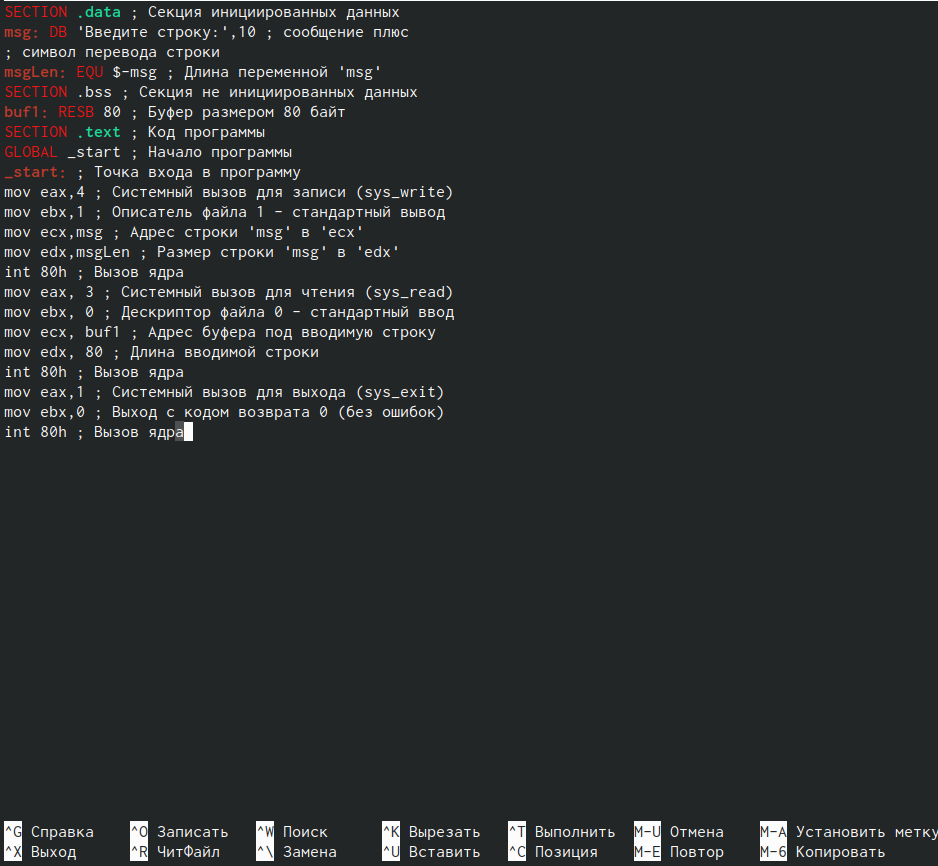 SECTION .data ; Секция инициированных данных
msg: DB 'Введите строку:',10 ; сообщение плюс
; символ перевода строки
msgLen: EQU $-msg ; Длина переменной 'msg'
SECTION .bss ; Секция не инициированных данных
buf1: RESB 80 ; Буфер размером 80 байт
SECTION .text ; Код программы
GLOBAL _start ; Начало программы
_start: ; Точка входа в программу
mov eax,4 ; Системный вызов для записи (sys_write)
mov ebx,1 ; Описатель файла 1 - стандартный вывод
mov ecx,msg ; Адрес строки 'msg' в 'ecx'
mov edx,msgLen ; Размер строки 'msg' в 'edx'
int 80h ; Вызов ядра
mov eax, 3 ; Системный вызов для чтения (sys_read)
mov ebx, 0 ; Дескриптор файла 0 - стандартный ввод
mov ecx, buf1 ; Адрес буфера под вводимую строку
mov edx, 80 ; Длина вводимой строки
int 80h ; Вызов ядра
mov eax,1 ; Системный вызов для выхода (sys_exit)
mov ebx,0 ; Выход с кодом возврата 0 (без ошибок)
int 80h ; Вызов ядра
^G Справка ^O Записать ^W Поиск ^K Вырезать ^T Выполнить M-U Отмена M-A Установить метку
^X Выход ^R ЧитФайл ^\ Замена ^U Вставить ^C Позиция M-E Повтор M-6 Копировать